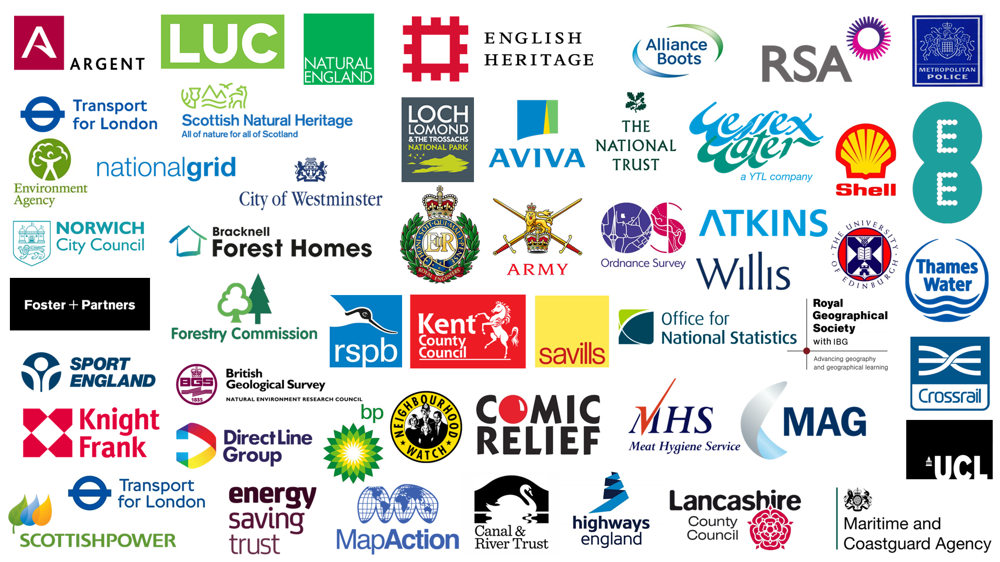 ARGENT
LUC
NATURAL
ENGLAND
ENGLISH
HERITAGE
Alliance
Boots
RSA
METROPOLITAN
POLICE
Transport
for London
Scottish Natural Heritage
All of nature for all of Scotland
LOCH
LOMOND
& THE TROSSACHS
NATIONAL PARK
AVIVA
THE
NATIONAL
TRUST
Wessex
Water
a YTL company
Shell
EE
Environment
Agency
nationalgrid
City of Westminster
NORWICH
City Council
Bracknell
Forest Homes
HONI·SOIT·QUI·MAL·Y·PENSE
EIIR
ROYAL ENGINEERS
ARMY
OS
Ordnance Survey
ATKINS
Willis
THE UNIVERSITY
OF EDINBURGH
Thames
Water
Foster + Partners
Forestry Commission
rspb
Kent
County
Council
savills
Office for
National Statistics
Royal
Geographical
Society
with IBG
Advancing geography
and geographical learning
Crossrail
SPORT
ENGLAND
BGS
1835
British
Geological Survey
NATURAL ENVIRONMENT RESEARCH COUNCIL
Knight
Frank
Direct Line
Group
bp
NEIGHBOURHOOD
WATCH
COMIC
RELIEF
MHS
Meat Hygiene Service
MAG
UCL
SCOTTISHPOWER
Transport
for London
energy
saving
trust
MapAction
Canal &
River Trust
highways
england
Lancashire
County
Council
Maritime and
Coastguard Agency